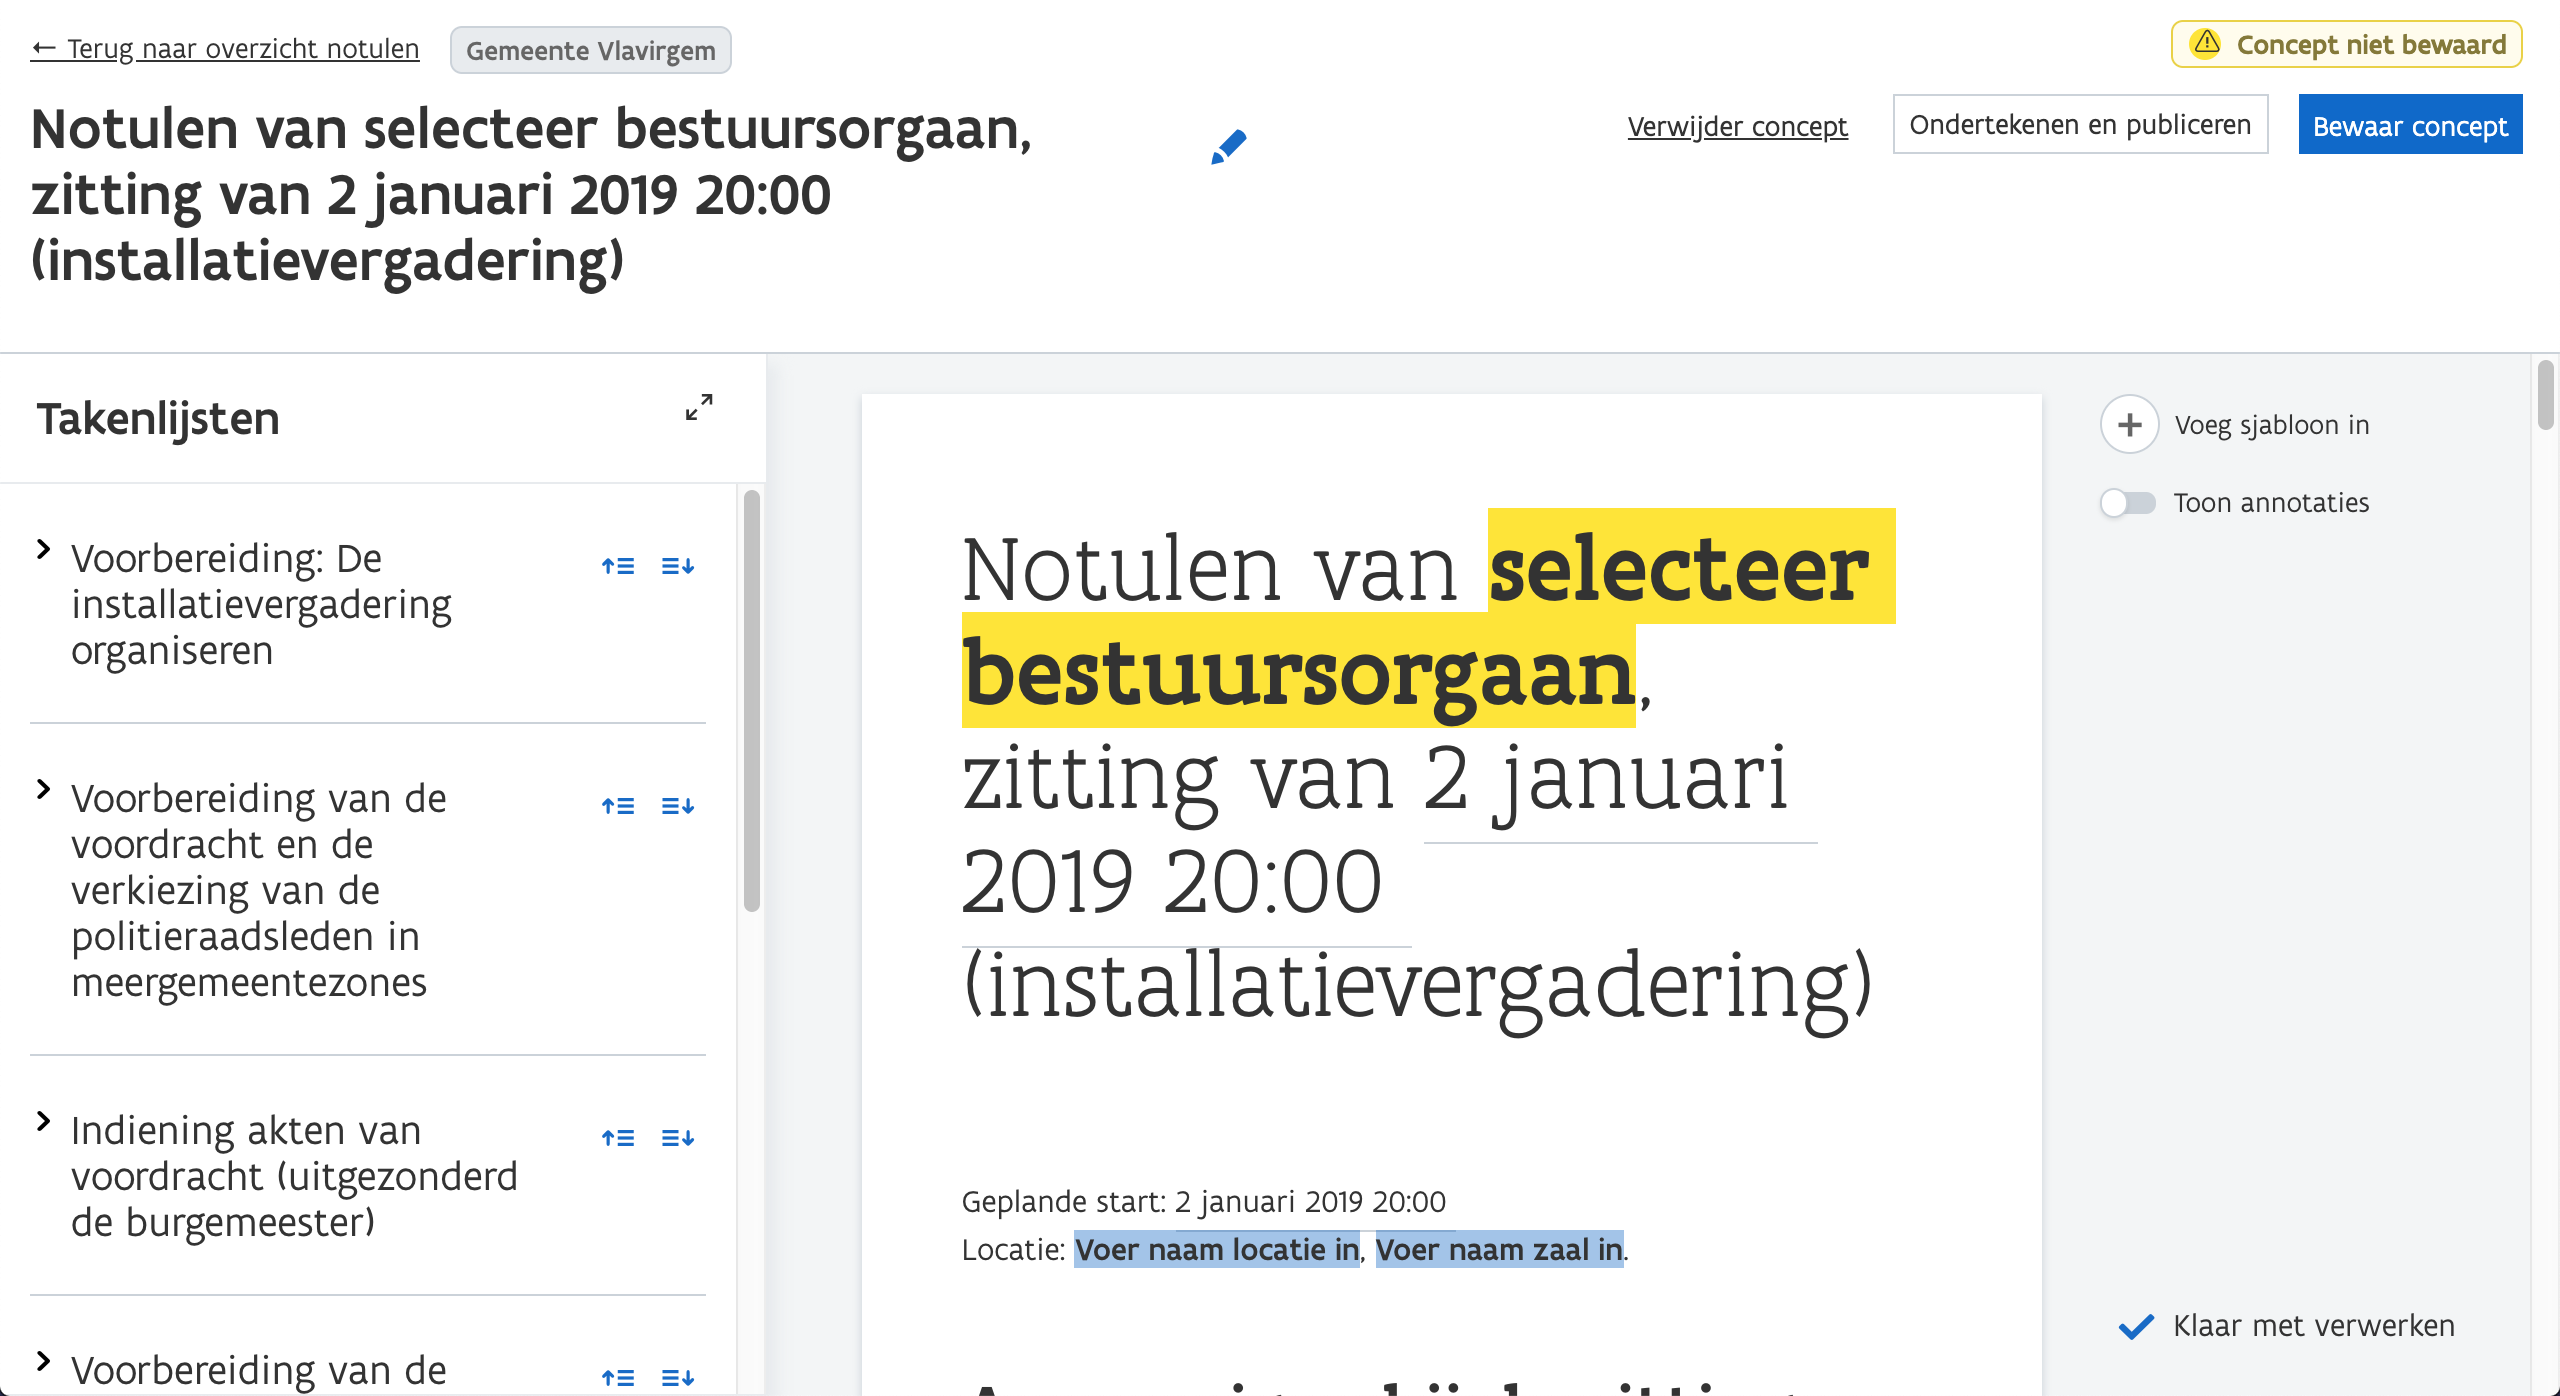 ← Terug naar overzicht notulen
Gemeente Vlavirgem
Concept niet bewaard
Notulen van selecteer bestuursorgaan,
zitting van 2 januari 2019 20:00
(installatievergadering)
Verwijder concept
Ondertekenen en publiceren
Bewaar concept
Takenlijsten
Voorbereiding: De
installatievergadering
organiseren
Voorbereiding van de
voordracht en de
verkiezing van de
politieraadsleden in
meergemeentezones
Indiening akten van
voordracht (uitgezonderd
de burgemeester)
Voorbereiding van de
Notulen van selecteer
bestuursorgaan,
zitting van 2 januari
2019 20:00
(installatievergadering)
Geplande start: 2 januari 2019 20:00
Locatie: Voer naam locatie in, Voer naam zaal in.
Voeg sjabloon in
Toon annotaties
Klaar met verwerken